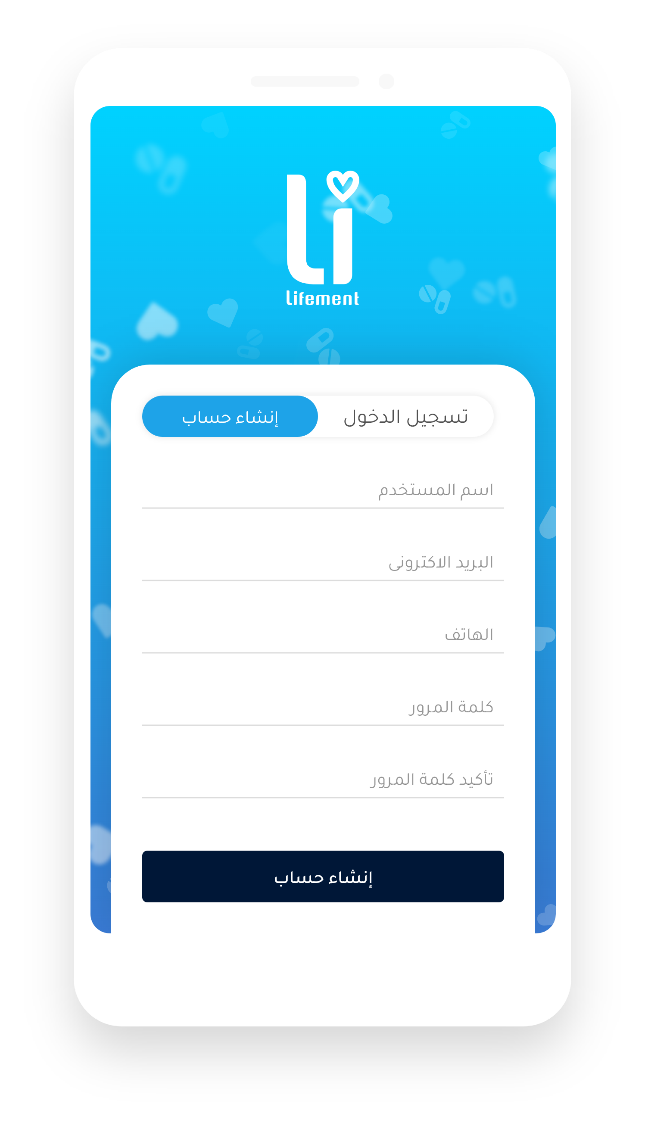 Li
Lifement
تسجيل الدخول
إنشاء حساب
اسم المستخدم
البريد الاكترونى
الهاتف
كلمة المرور
تأكيد كلمة المرور
إنشاء حساب